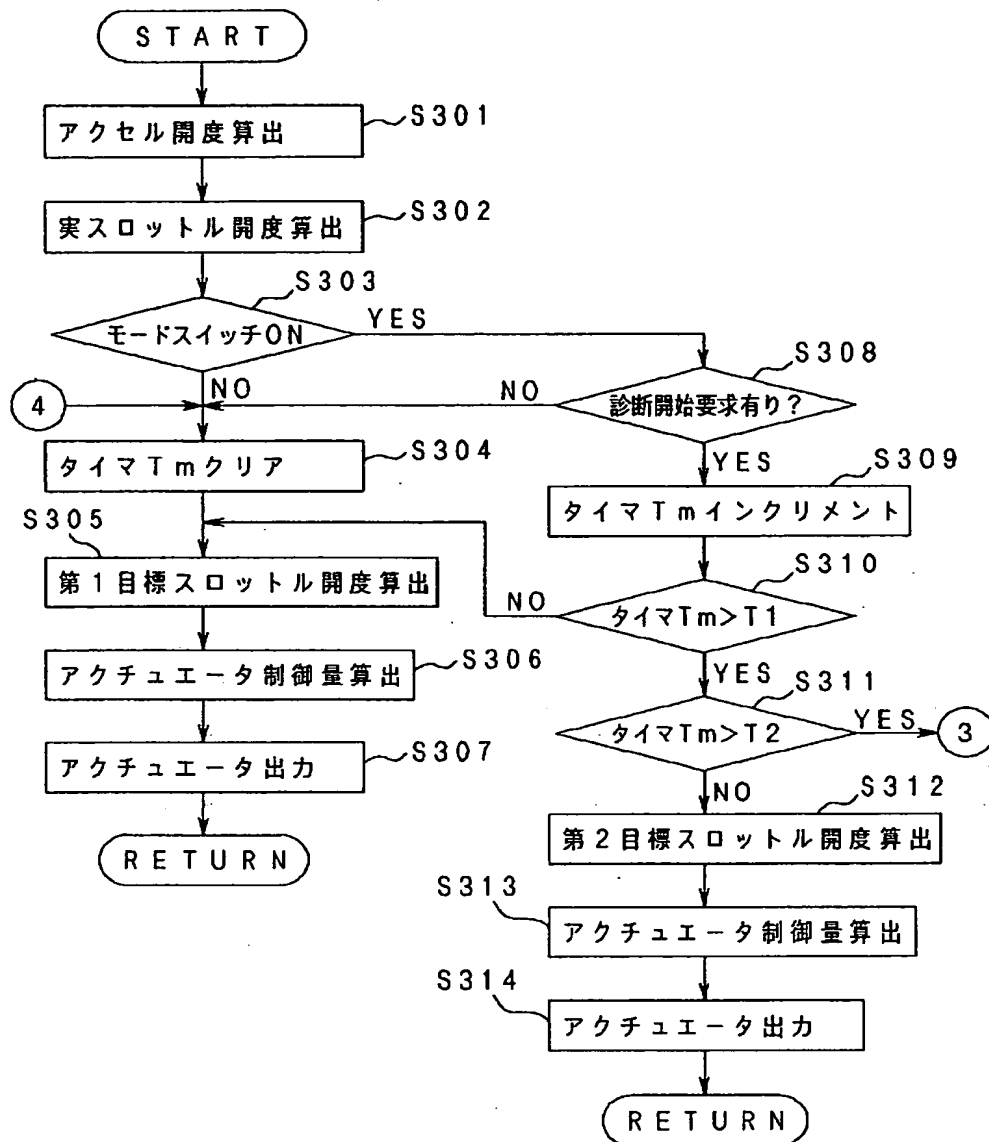 START
アクセル開度算出
S301
実スロットル開度算出
S302
S303
モードスイッチON
YES
NO
4
タイマTmクリア
S304
S305
第1目標スロットル開度算出
アクチュエータ制御量算出
S306
アクチュエータ出力
S307
RETURN
S308
診断開始要求有り?
NO
YES
S309
タイマTmインクリメント
S310
タイマTm>T1
NO
YES
S311
タイマTm>T2
YES
3
NO
S312
第2目標スロットル開度算出
S313
アクチュエータ制御量算出
S314
アクチュエータ出力
RETURN